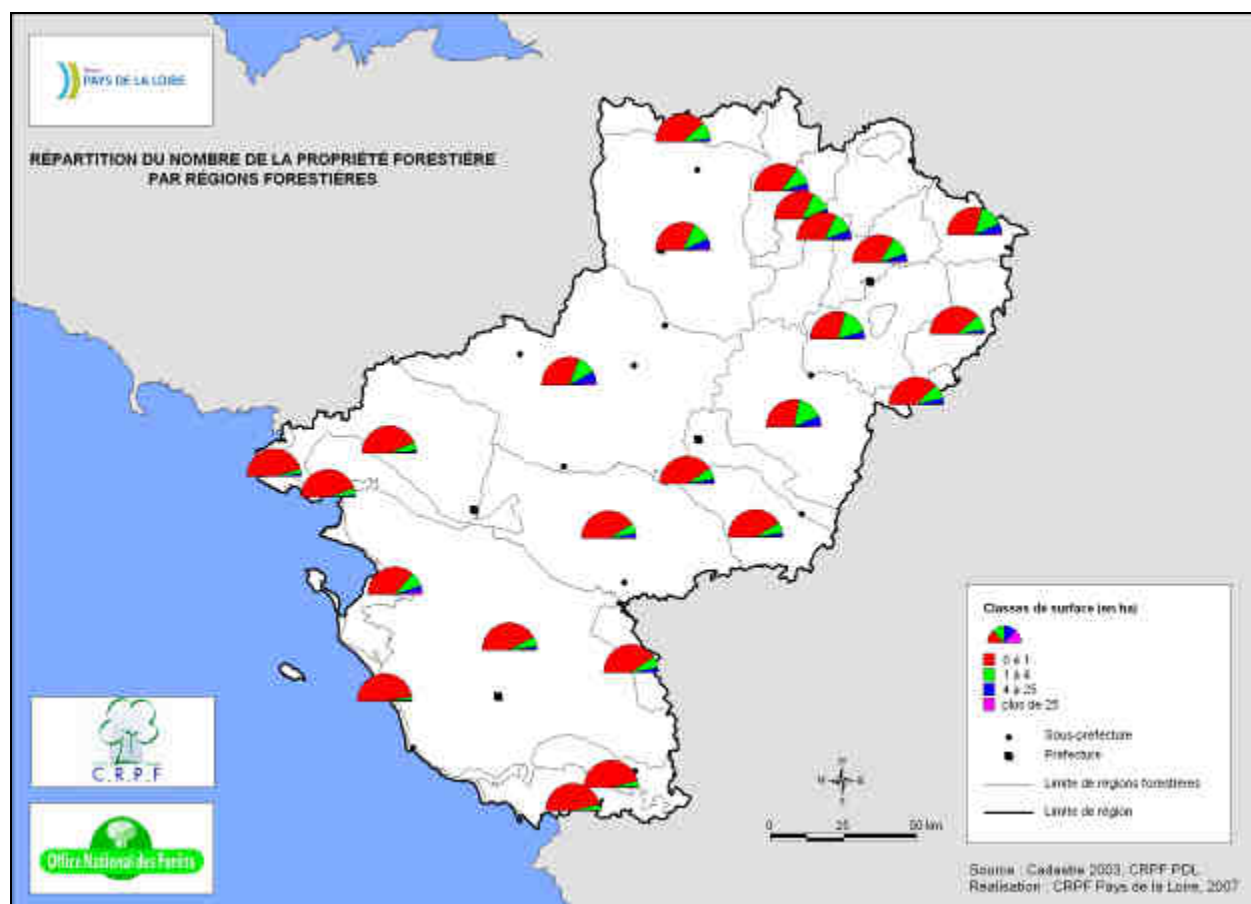 PAYS DE LA LOIRE
RÉPARTITION DU NOMBRE DE LA PROPRIÉTÉ FORESTIÈRE
PAR RÉGIONS FORESTIÈRES
Classes de surface (en ha)
0 à 1
1 à 4
4 à 25
plus de 25
Sous-préfecture
Préfecture
Limite de régions forestières
Limite de région
C.R.P.F
Office National des Forêts
0 25 50 km
Source : Cadastre 2003, CRPF PDL
Réalisation : CRPF Pays de la Loire, 2007